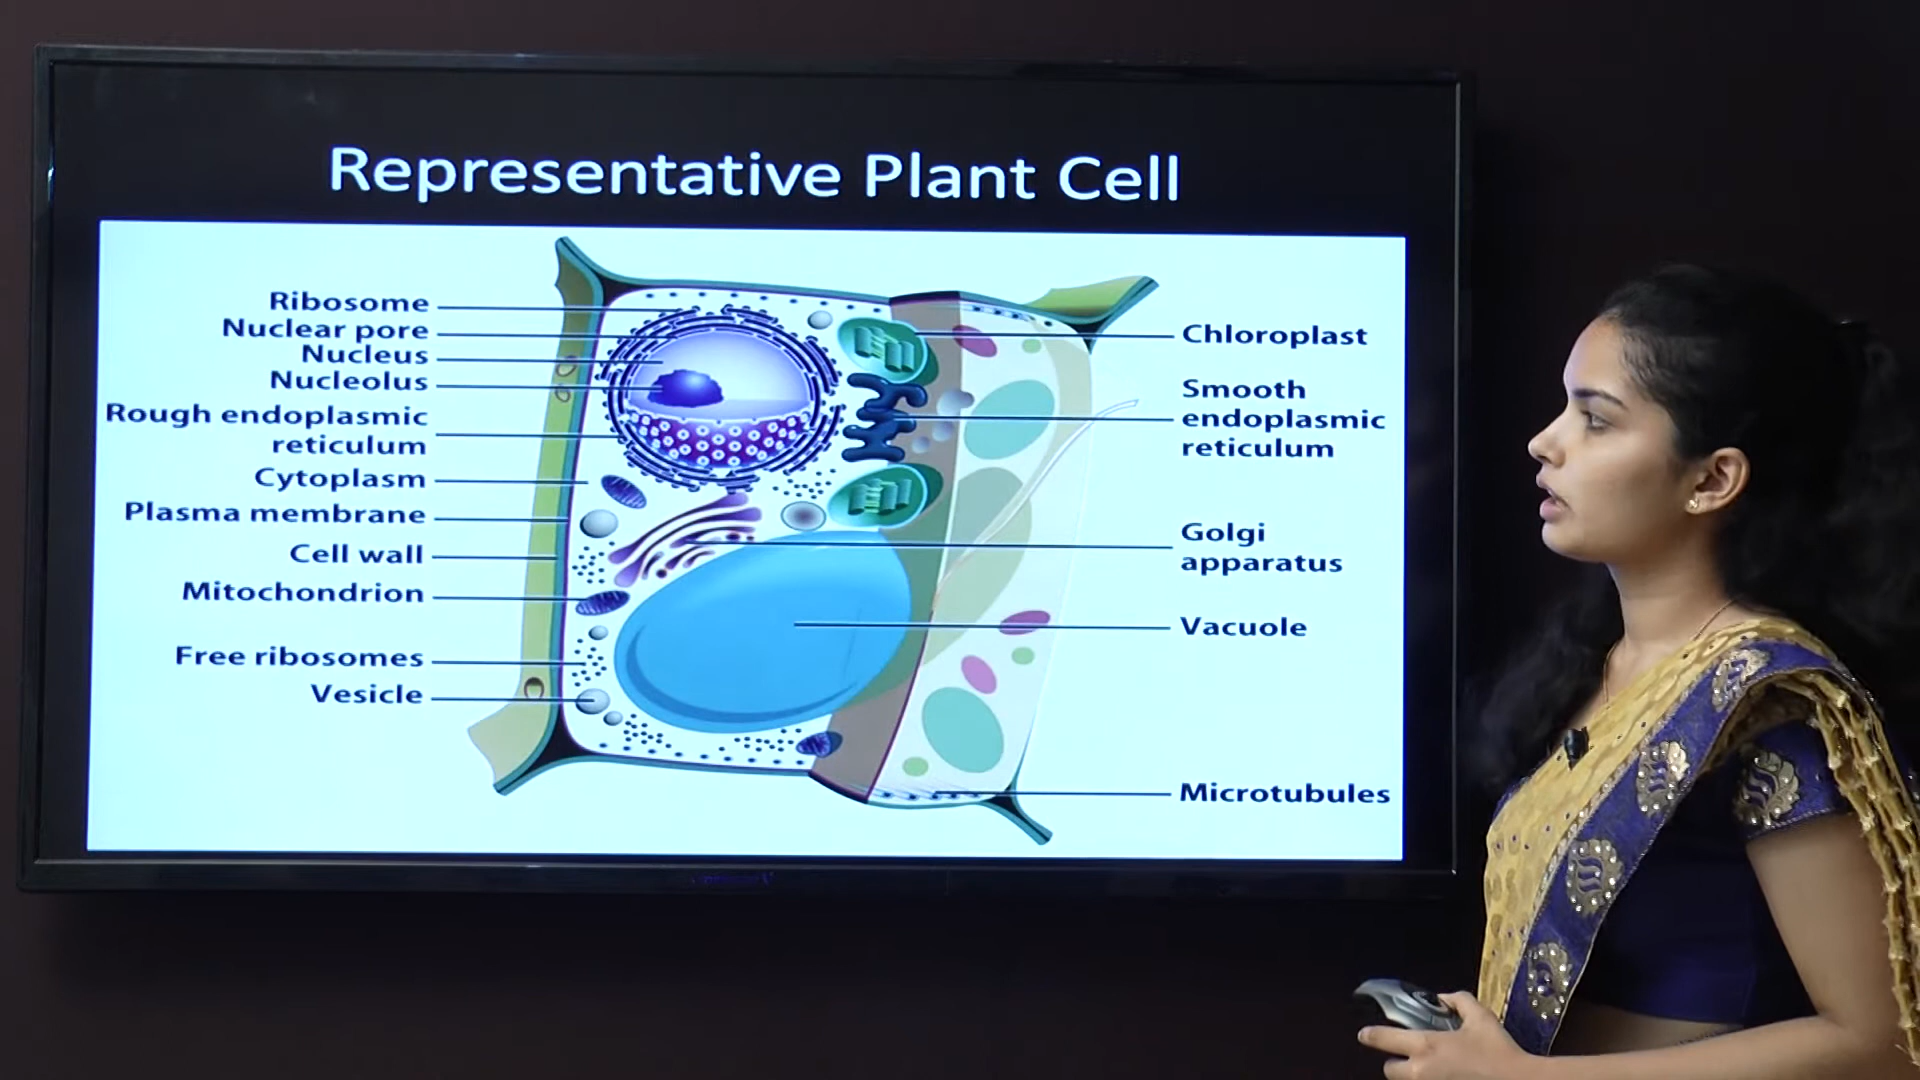 Representative Plant Cell
Ribosome
Nuclear pore
Nucleus
Nucleolus
Rough endoplasmic
reticulum
Cytoplasm
Plasma membrane
Cell wall
Mitochondrion
Free ribosomes
Vesicle
Chloroplast
Smooth
endoplasmic
reticulum
Golgi
apparatus
Vacuole
Microtubules